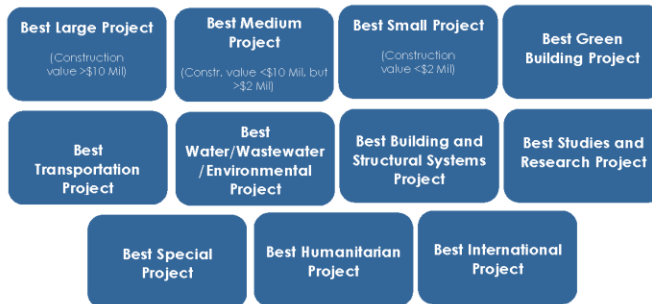 Best Large Project
(Construction
value >$10 Mil)
Best Medium
Project
(Constr. value <$10 Mil, but
>$2 Mil)
Best Small Project
(Construction
value <$2 Mil)
Best Green
Building Project
Best
Transportation
Project
Best
Water/Wastewater
/Environmental
Project
Best Building and
Structural Systems
Project
Best Studies and
Research Project
Best Special
Project
Best Humanitarian
Project
Best International
Project